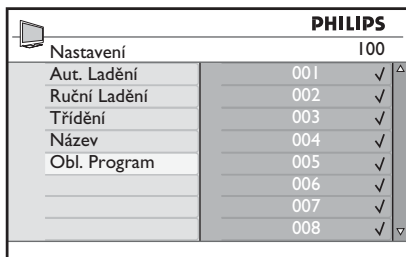 PHILIPS
Nastavení 100
Aut. Ladění 001 ✓
Ruční Ladění 002 ✓
Třídění 003 ✓
Název 004 ✓
Obl. Program 005 ✓
006 ✓
007 ✓
008 ✓